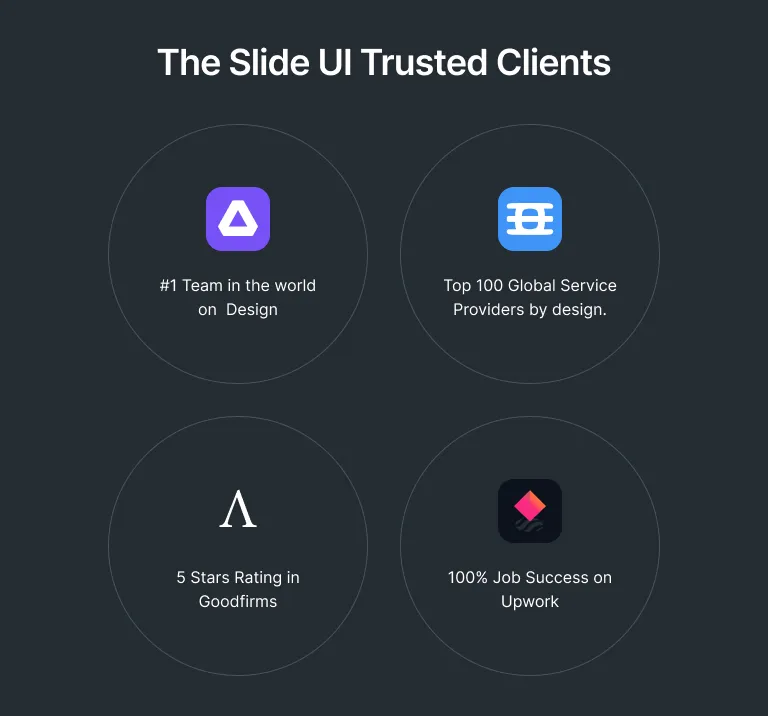 The Slide UI Trusted Clients
#1 Team in the world
on  Design
Top 100 Global Service
Providers by design.
5 Stars Rating in
Goodfirms
100% Job Success on
Upwork